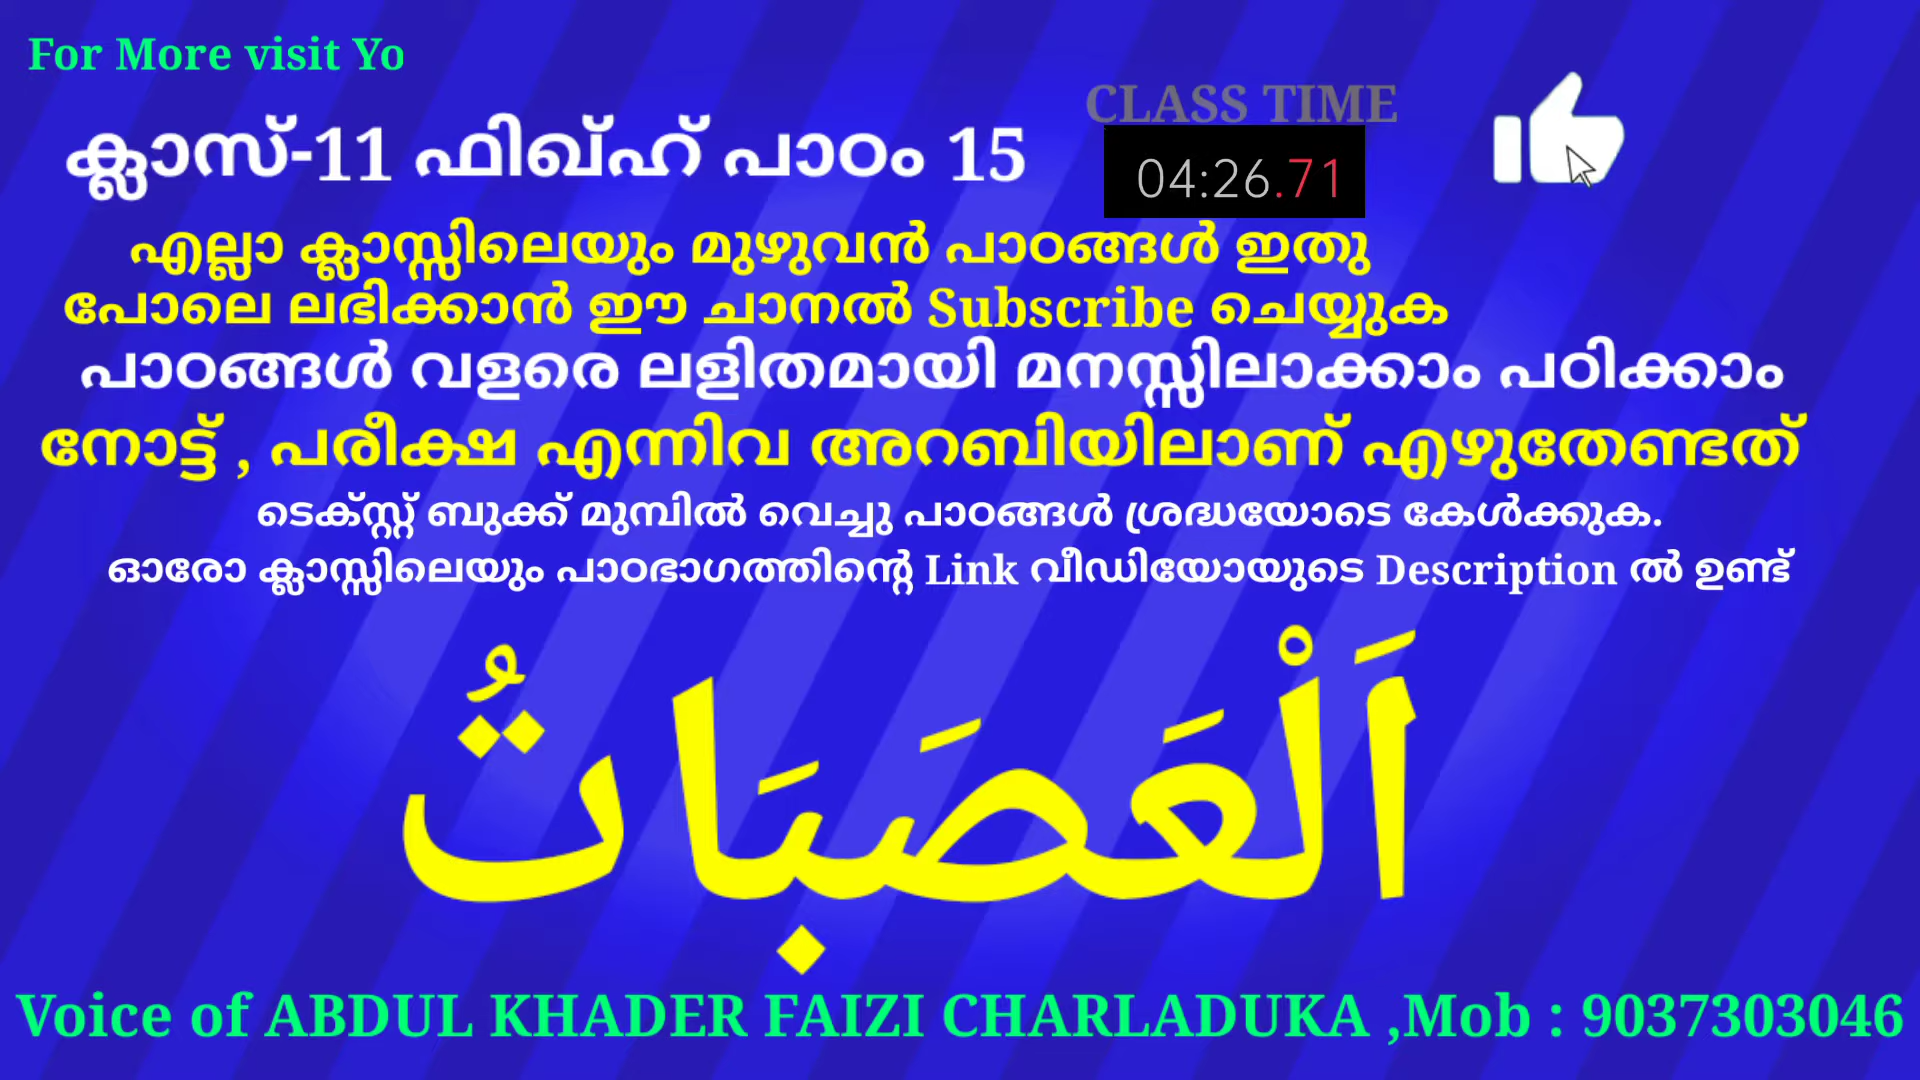 For More visit Yo
CLASS TIME
ക്ലാസ്-11 ഫിഖ്ഹ് പാഠം 15
04:26.71
എല്ലാ ക്ലാസ്സിലെയും മുഴുവൻ പാഠങ്ങൾ ഇതു
പോലെ ലഭിക്കാൻ ഈ ചാനൽ Subscribe ചെയ്യുക
പാഠങ്ങൾ വളരെ ലളിതമായി മനസ്സിലാക്കാം പഠിക്കാം
നോട്ട് , പരീക്ഷ എന്നിവ അറബിയിലാണ് എഴുതേണ്ടത്
ടെക്സ്റ്റ് ബുക്ക് മുമ്പിൽ വെച്ചു പാഠങ്ങൾ ശ്രദ്ധയോടെ കേൾക്കുക.
ഓരോ ക്ലാസ്സിലെയും പാഠഭാഗത്തിന്റെ Link വീഡിയോയുടെ Description ൽ ഉണ്ട്
اَلْعَصَبَاتُ
Voice of ABDUL KHADER FAIZI CHARLADUKA ,Mob : 9037303046